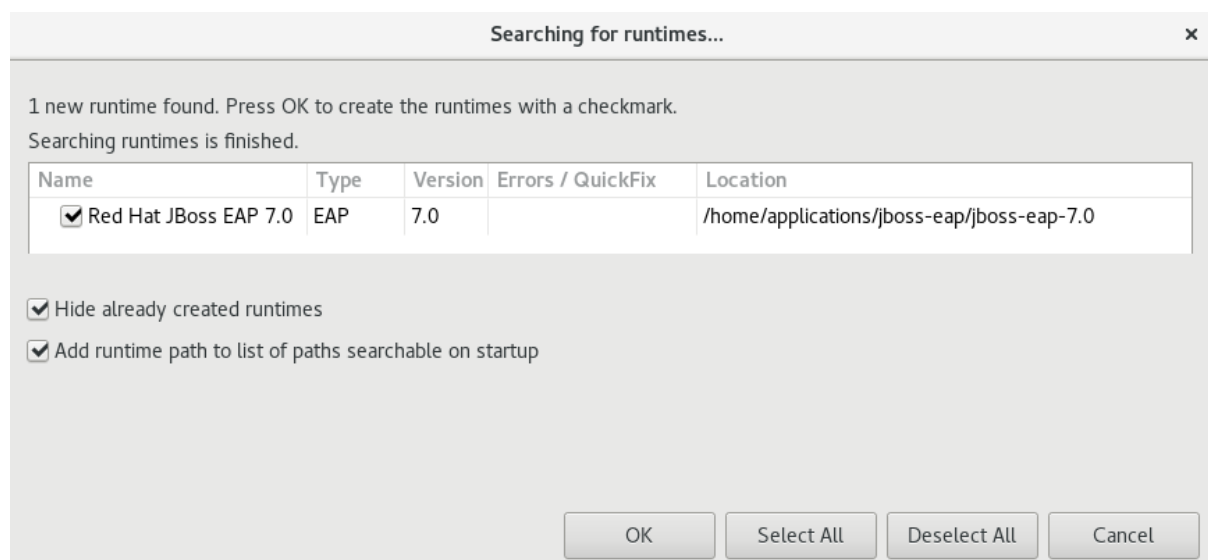 Searching for runtimes...
1 new runtime found. Press OK to create the runtimes with a checkmark.
Searching runtimes is finished.
Name Type Version Errors / QuickFix Location
Red Hat JBoss EAP 7.0 EAP 7.0 /home/applications/jboss-eap/jboss-eap-7.0
Hide already created runtimes
Add runtime path to list of paths searchable on startup
OK Select All Deselect All Cancel